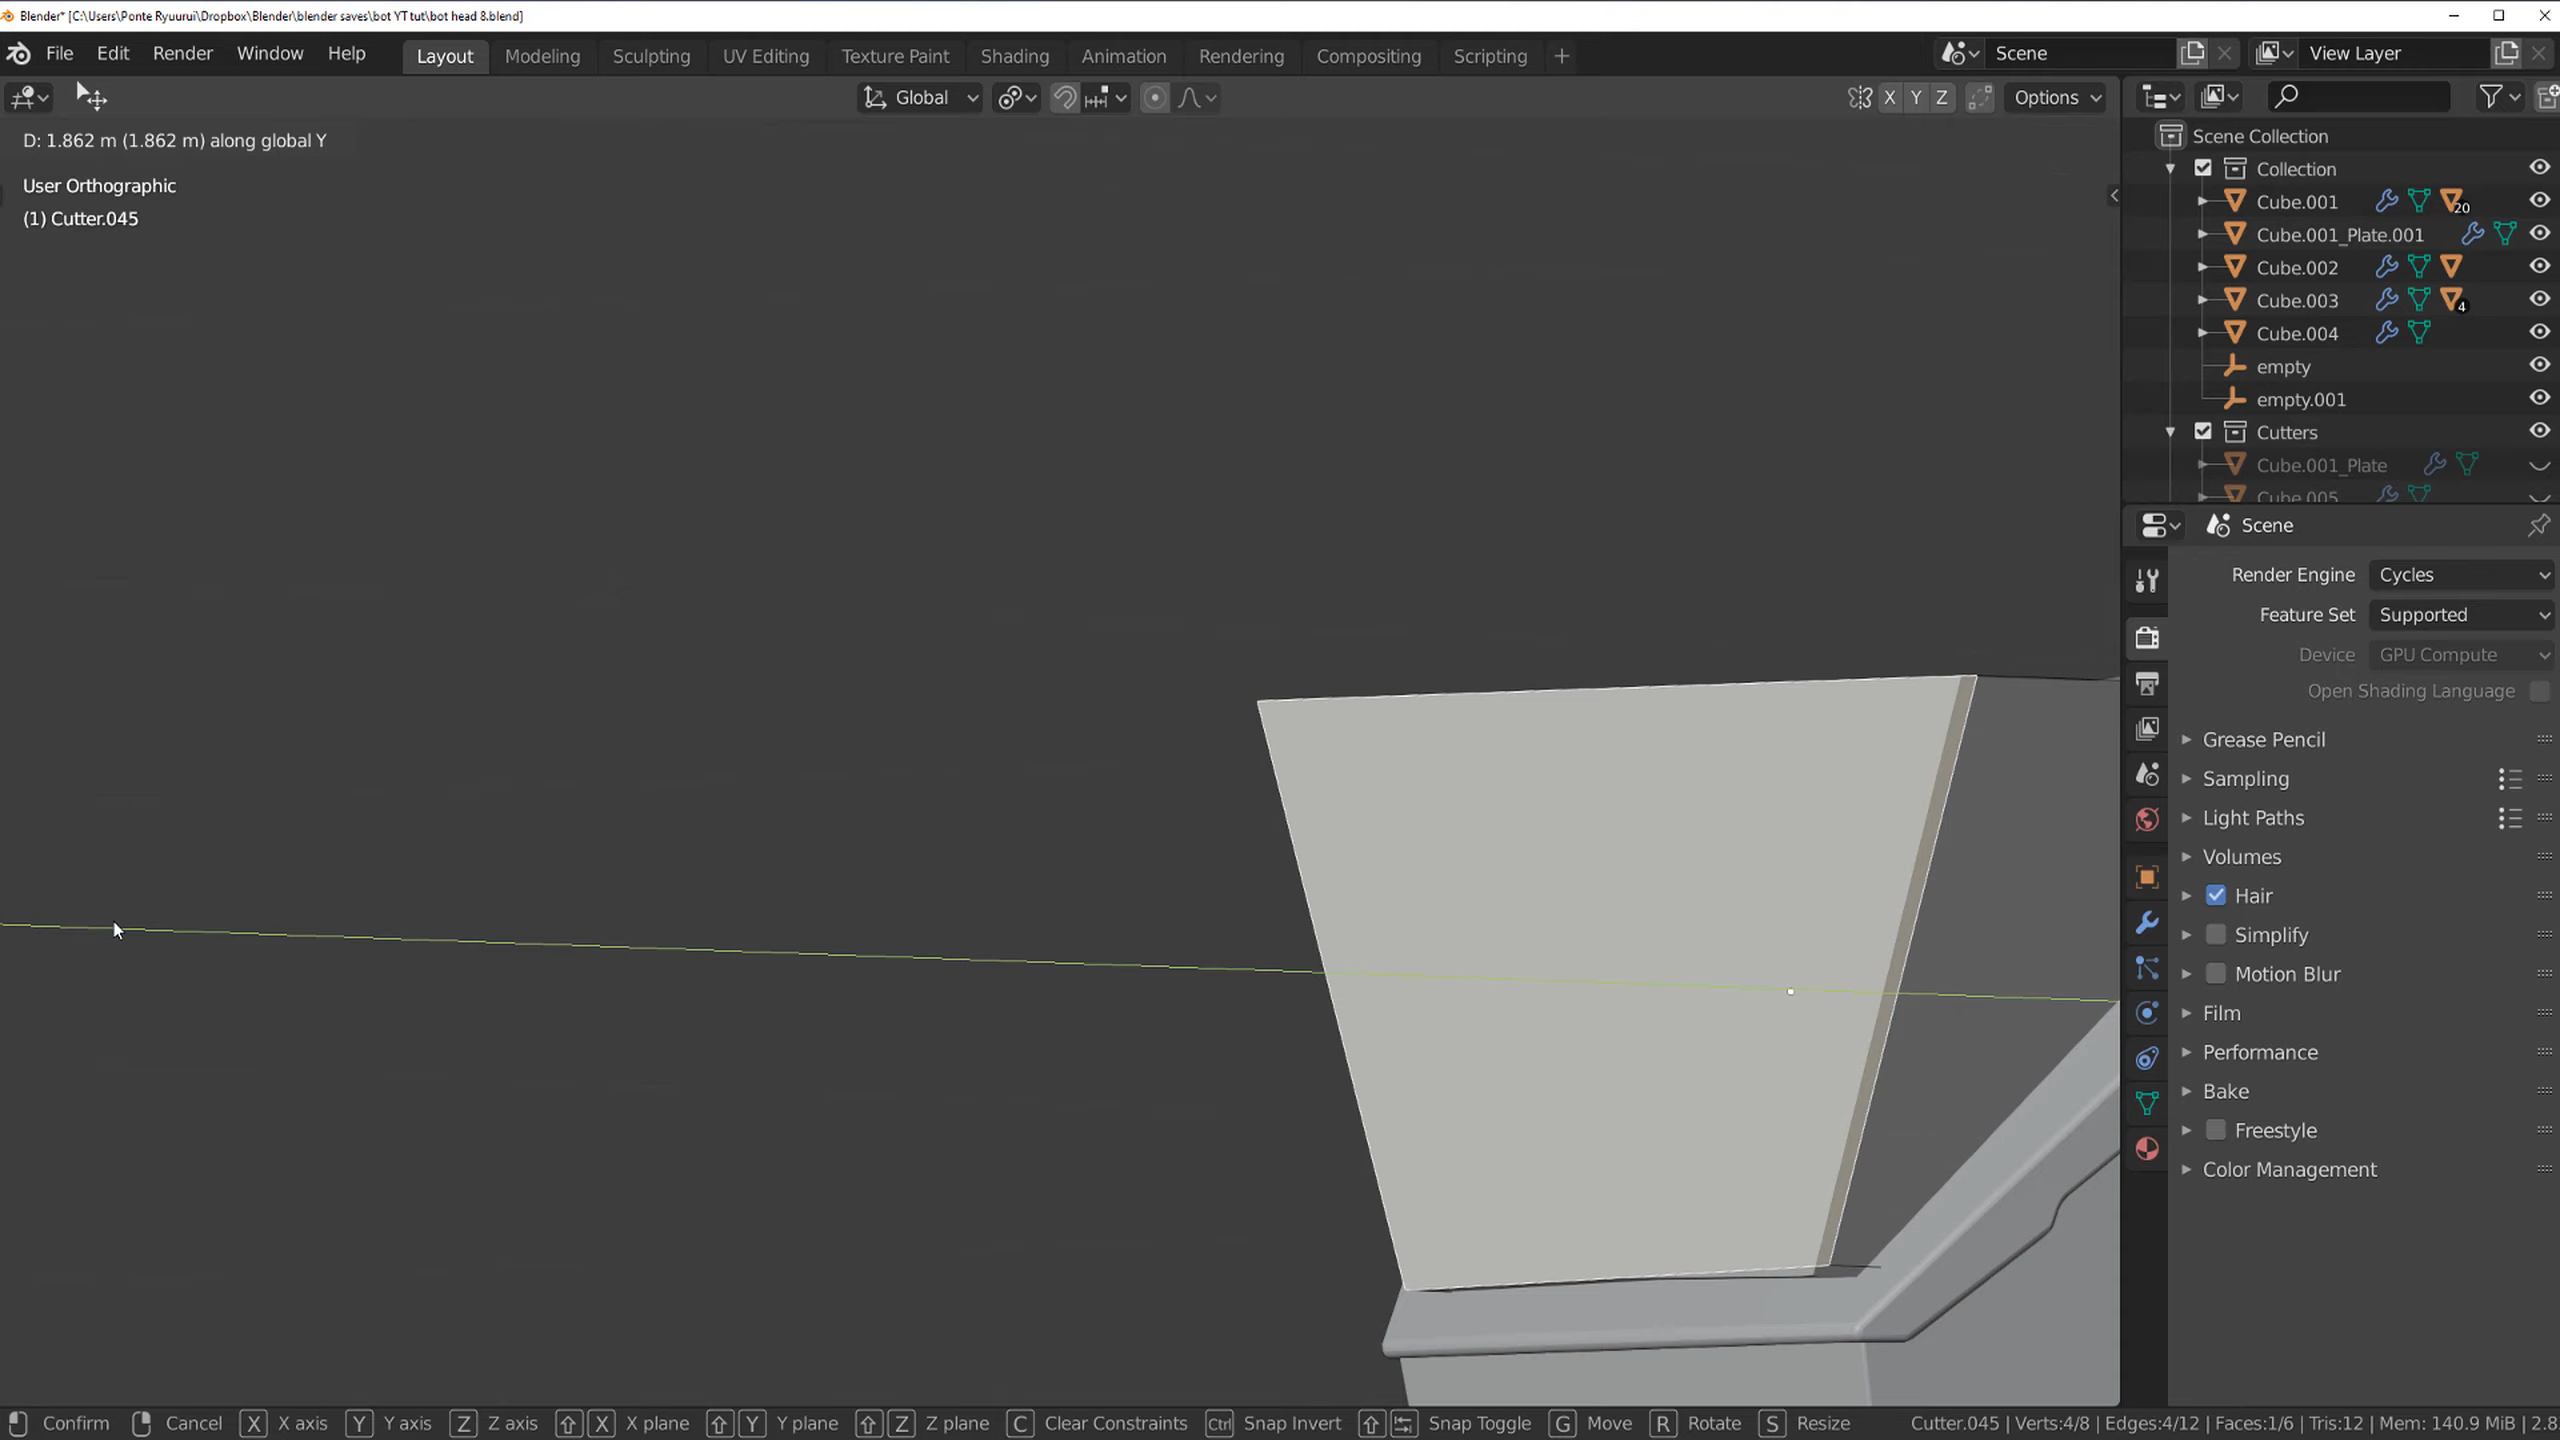 Blender* [C:\Users\Ponte Ryuurui\Dropbox\Blender\blender saves\bot YT tut\bot head 8.blend]
File Edit Render Window Help Layout Modeling Sculpting UV Editing Texture Paint Shading Animation Rendering Compositing Scripting + Scene View Layer
Global X Y Z Options
D: 1.862 m (1.862 m) along global Y
User Orthographic
(1) Cutter.045
Scene Collection
Collection
Cube.001 20
Cube.001_Plate.001
Cube.002
Cube.003 4
Cube.004
empty
empty.001
Cutters
Cube.001_Plate
Cube.005
Scene
Render Engine Cycles
Feature Set Supported
Device GPU Compute
Open Shading Language
Grease Pencil
Sampling
Light Paths
Volumes
Hair
Simplify
Motion Blur
Film
Performance
Bake
Freestyle
Color Management
Confirm Cancel X X axis Y Y axis Z Z axis X X plane Y Y plane Z Z plane C Clear Constraints Ctrl Snap Invert Snap Toggle G Move R Rotate S Resize Cutter.045 | Verts:4/8 | Edges:4/12 | Faces:1/6 | Tris:12 | Mem: 140.9 MiB | 2.8